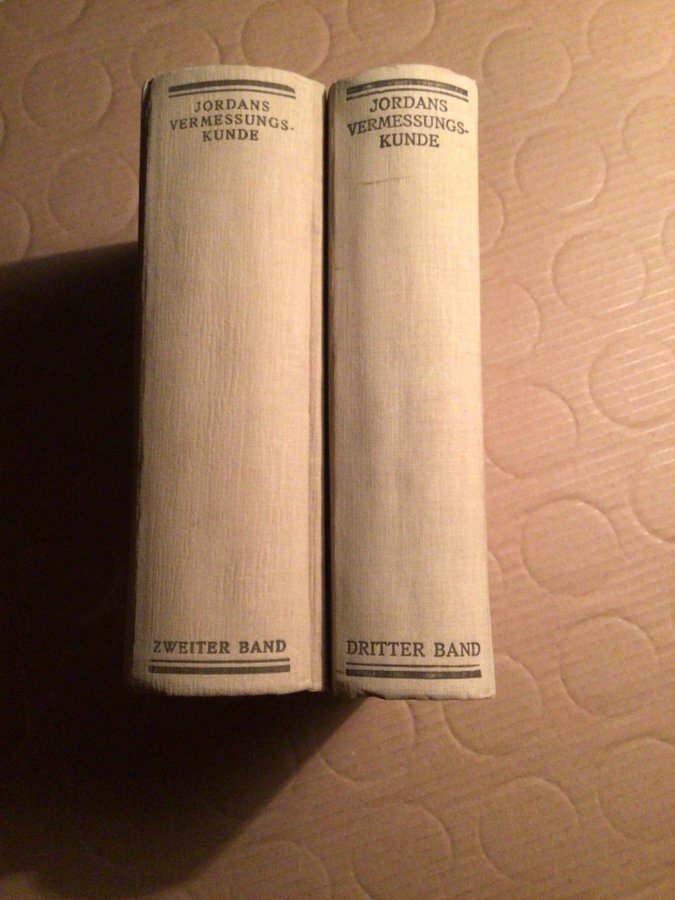 JORDANS
VERMESSUNGS-
KUNDE
ZWEITER BAND
JORDANS
VERMESSUNGS-
KUNDE
DRITTER BAND